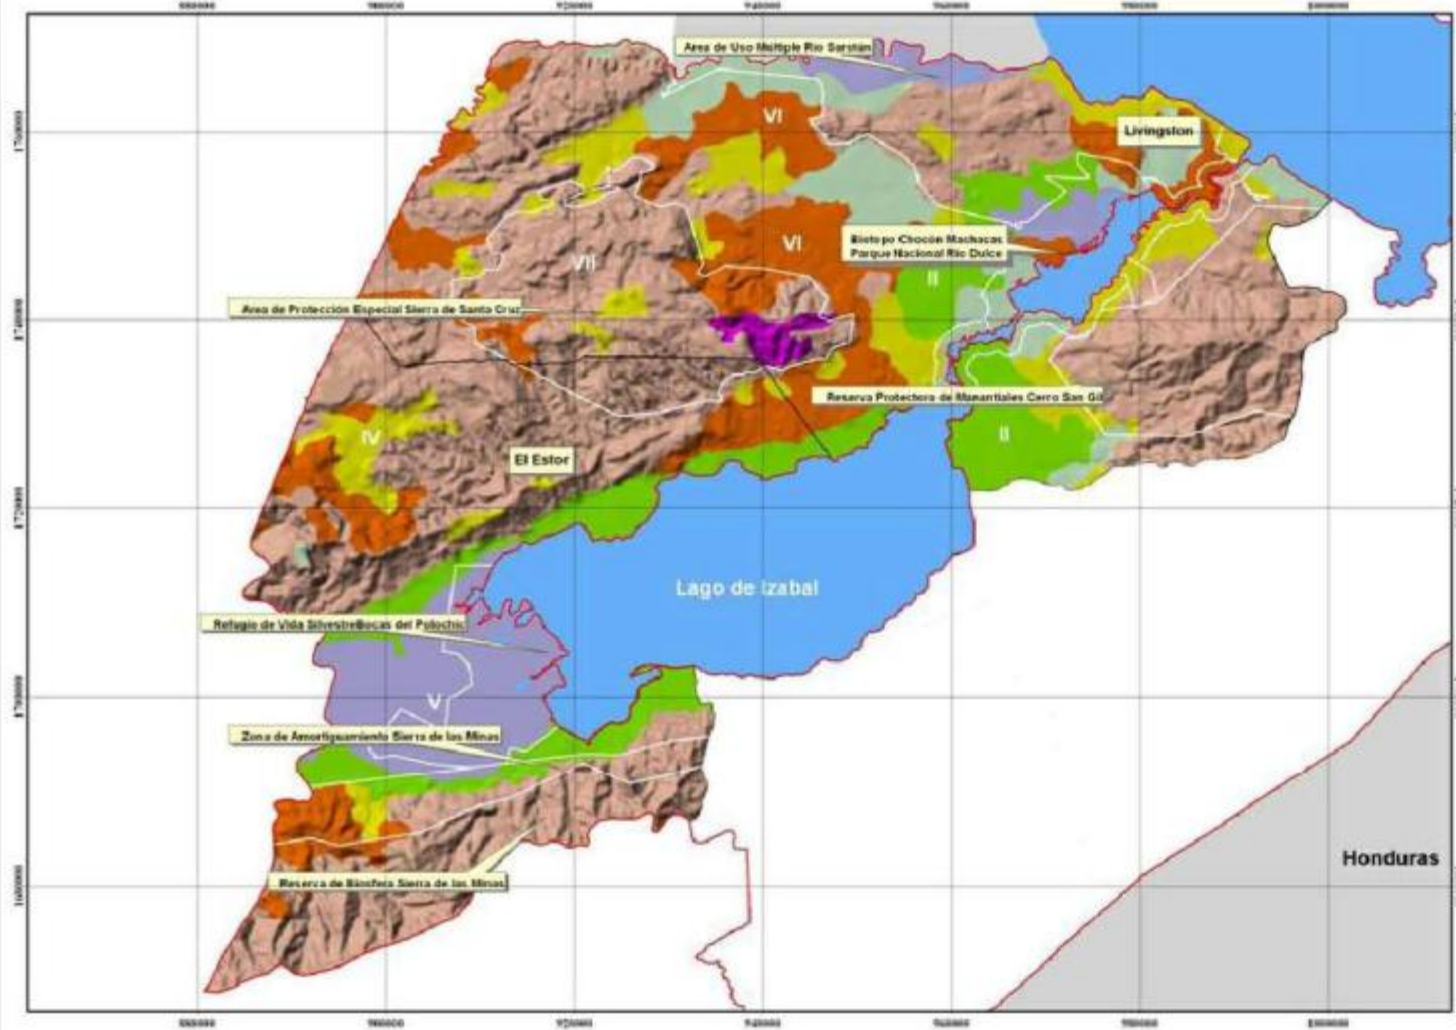 Area de Uso Multiple Rio Sarstún
VI
Livingston
Biotopo Chocón Machacas
Parque Nacional Rio Dulce
VI
VII
II
Area de Protección Especial Sierra de Santa Cruz
Reserva Protectora de Manantiales Cerro San Gil
IV
II
El Estor
Lago de Izabal
Refugio de Vida SilvestreBocas del Polochic
V
Zona de Amortiguamiento Sierra de las Minas
Honduras
Reserva de Biosfera Sierra de las Minas